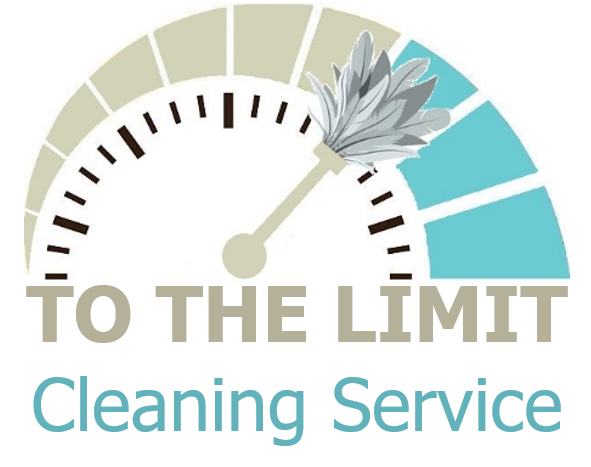 TO THE LIMIT
Cleaning Service